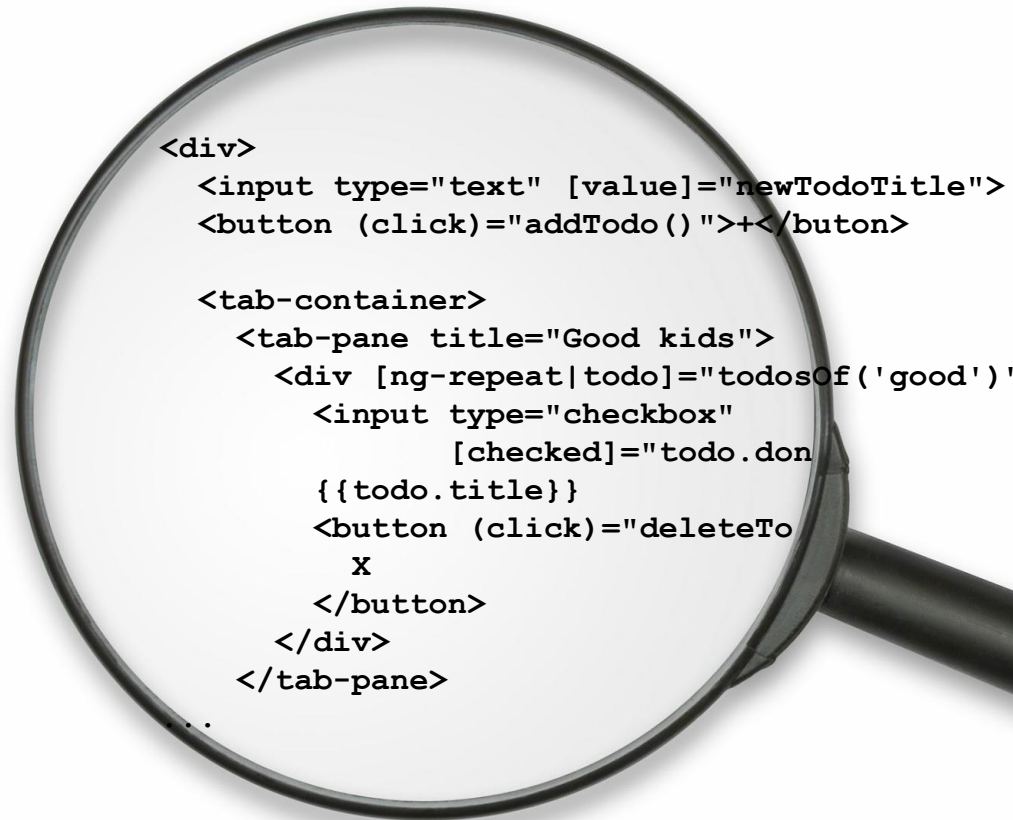 <div>
<input type="text" [value]="newTodoTitle">
<button (click)="addTodo()">+</buton>
<tab-container>
<tab-pane title="Good kids">
<div [ng-repeat|todo]="todosOf('good')"
<input type="checkbox"
[checked]="todo.don
{{todo.title}}
<button (click)="deleteTo
X
</button>
</div>
</tab-pane>
...